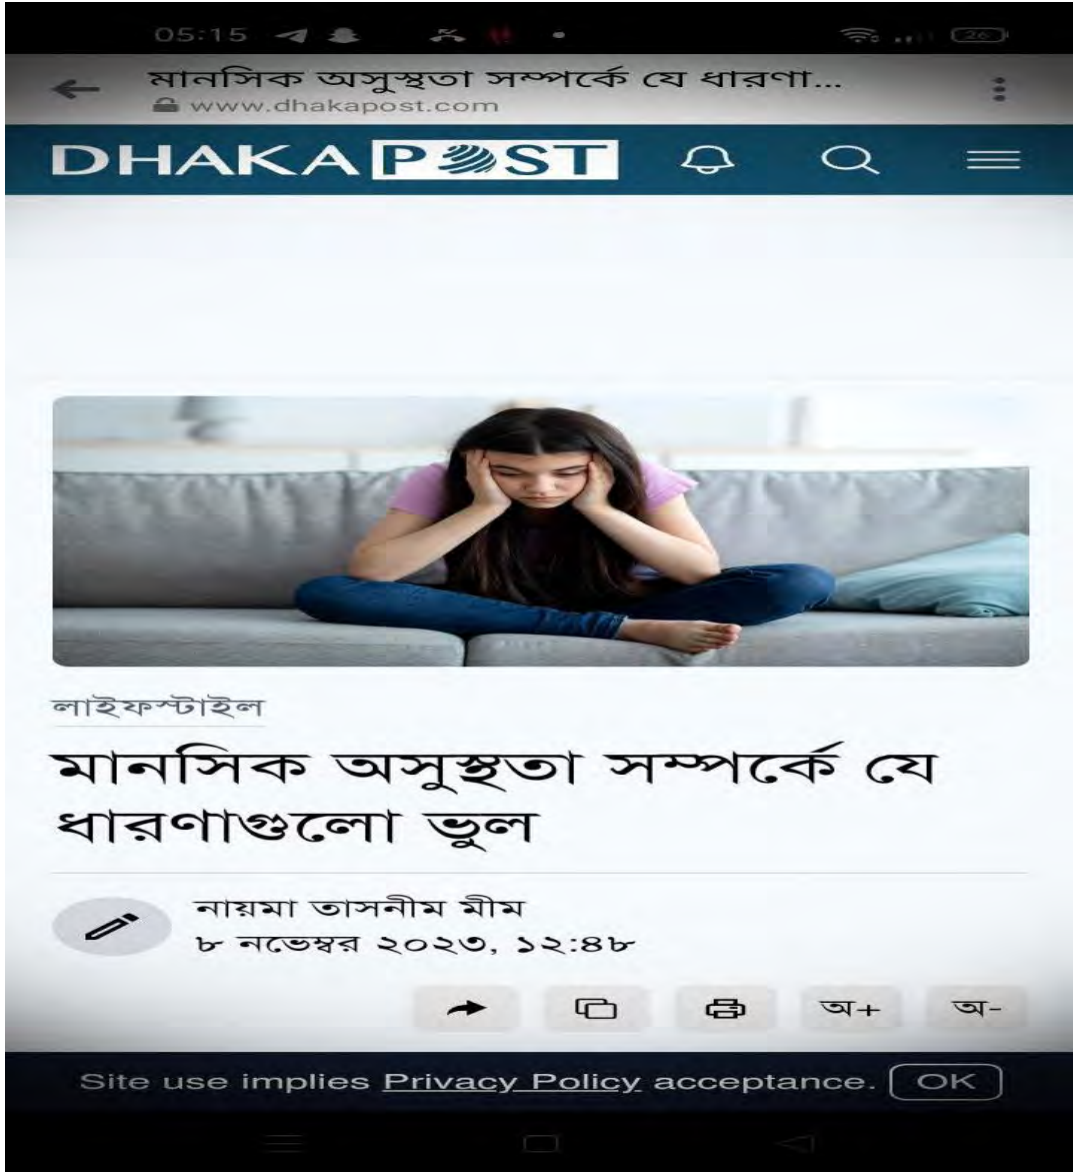 05:15
26
মানসিক অসুস্থতা সম্পর্কে যে ধারণা...
www.dhakapost.com
DHAKA POST
লাইফস্টাইল
মানসিক অসুস্থতা সম্পর্কে যে
ধারণাগুলো ভুল
নায়মা তাসনীম মীম
৮ নভেম্বর ২০২৩, ১২:৪৮
অ+ অ-
Site use implies Privacy Policy acceptance. OK